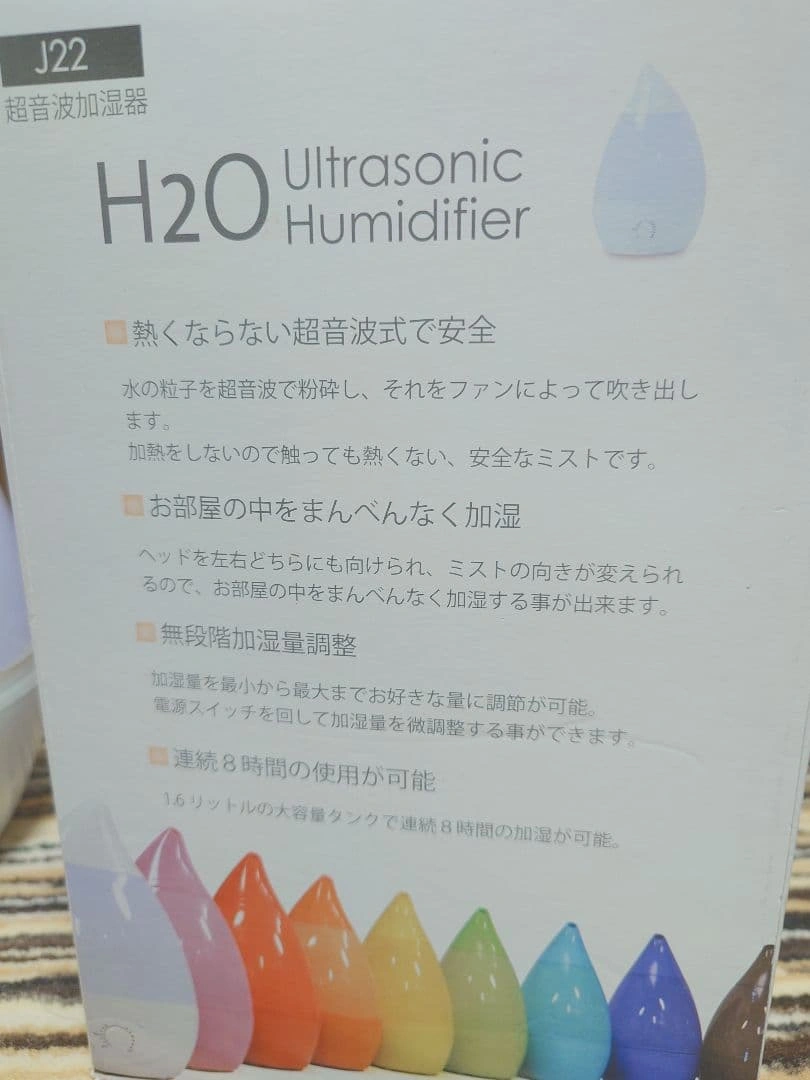 J22
超音波加湿器
H2O Ultrasonic
Humidifier
熱くならない超音波式で安全
水の粒子を超音波で粉砕し、それをファンによって吹き出し
ます。
加熱をしないので触っても熱くない、安全なミストです。
お部屋の中をまんべんなく加湿
ヘッドを左右どちらにも向けられ、ミストの向きが変えられ
るので、お部屋の中をまんべんなく加湿する事が出来ます。
無段階加湿量調整
加湿量を最小から最大までお好きな量に調節が可能。
電源スイッチを回して加湿量を微調整する事ができます。
連続8時間の使用が可能
1.6リットルの大容量タンクで連続8時間の加湿が可能。